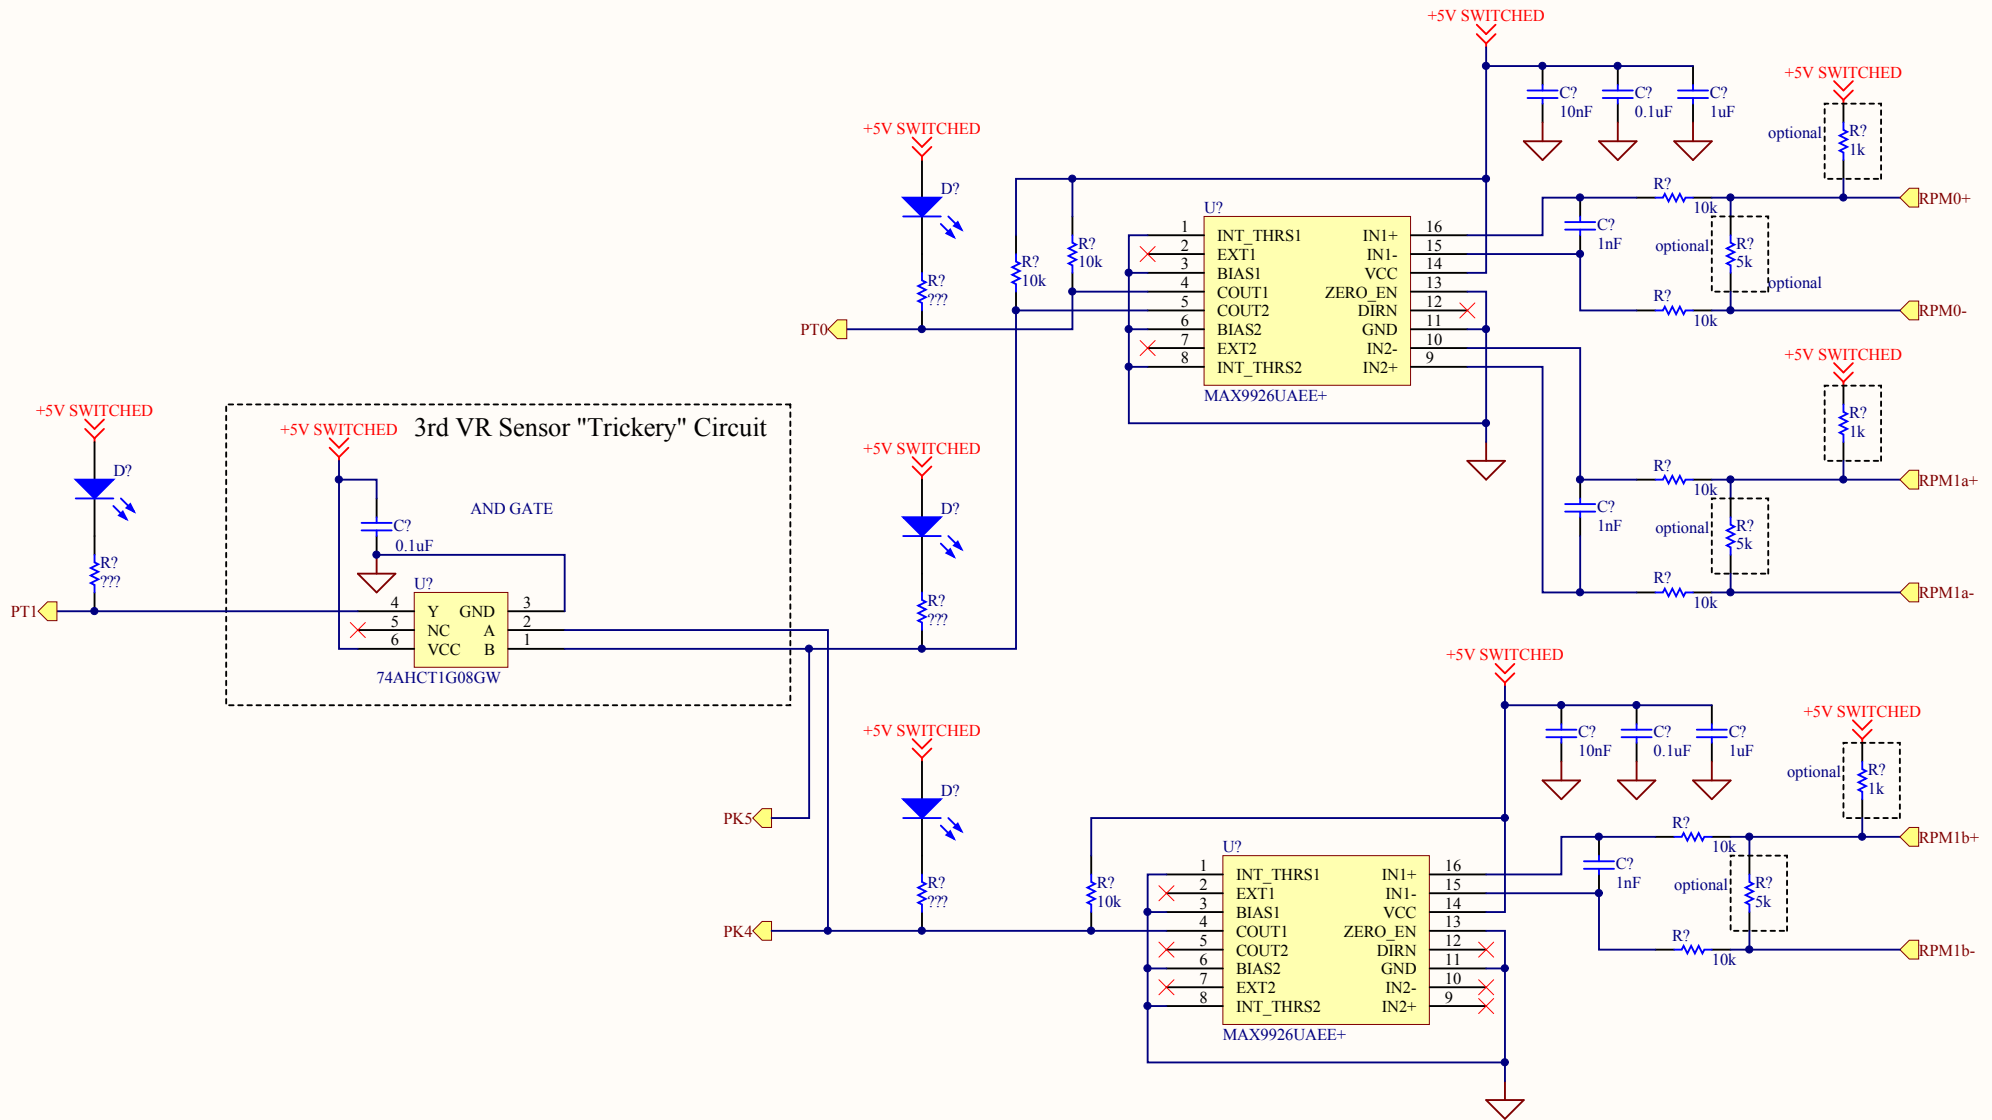 +5V SWITCHED
C?
10nF
C?
0.1uF
C?
1uF
+5V SWITCHED
optional
R?
1k
+5V SWITCHED
D?
R?
???
R?
10k
R?
10k
PT0
U?
1 INT_THRS1 IN1+ 16
2 EXT1 IN1- 15
3 BIAS1 VCC 14
4 COUT1 ZERO_EN 13
5 COUT2 DIRN 12
6 BIAS2 GND 11
7 EXT2 IN2- 10
8 INT_THRS2 IN2+ 9
MAX9926UAEE+
C?
1nF
R?
10k
RPM0+
optional
R?
5k
optional
R?
10k
RPM0-
+5V SWITCHED
R?
1k
R?
10k
RPM1a+
C?
1nF
optional
R?
5k
R?
10k
RPM1a-
+5V SWITCHED
D?
R?
???
PT1
3rd VR Sensor "Trickery" Circuit
+5V SWITCHED
AND GATE
C?
0.1uF
U?
4 Y GND 3
5 NC A 2
6 VCC B 1
74AHCT1G08GW
+5V SWITCHED
D?
R?
???
PK5
+5V SWITCHED
D?
R?
???
PK4
+5V SWITCHED
C?
10nF
C?
0.1uF
C?
1uF
+5V SWITCHED
optional
R?
1k
R?
10k
U?
1 INT_THRS1 IN1+ 16
2 EXT1 IN1- 15
3 BIAS1 VCC 14
4 COUT1 ZERO_EN 13
5 COUT2 DIRN 12
6 BIAS2 GND 11
7 EXT2 IN2- 10
8 INT_THRS2 IN2+ 9
MAX9926UAEE+
C?
1nF
R?
10k
RPM1b+
optional
R?
5k
R?
10k
RPM1b-